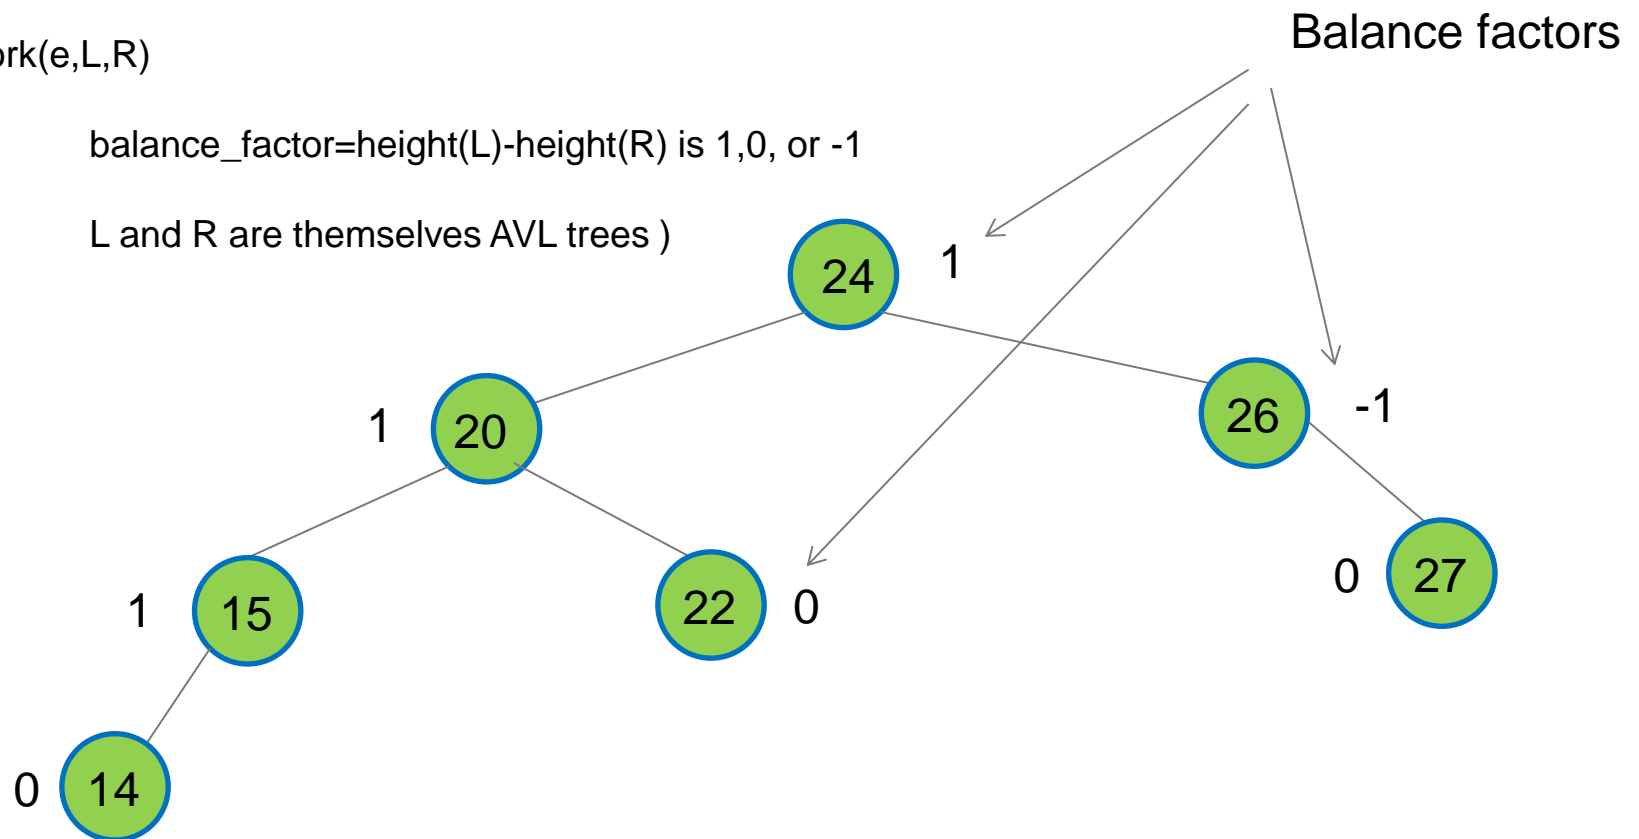 Balance factors
ork(e,L,R)
balance_factor=height(L)-height(R) is 1,0, or -1
L and R are themselves AVL trees )
24 1
1 20
26 -1
1 15
22 0
0 27
0 14